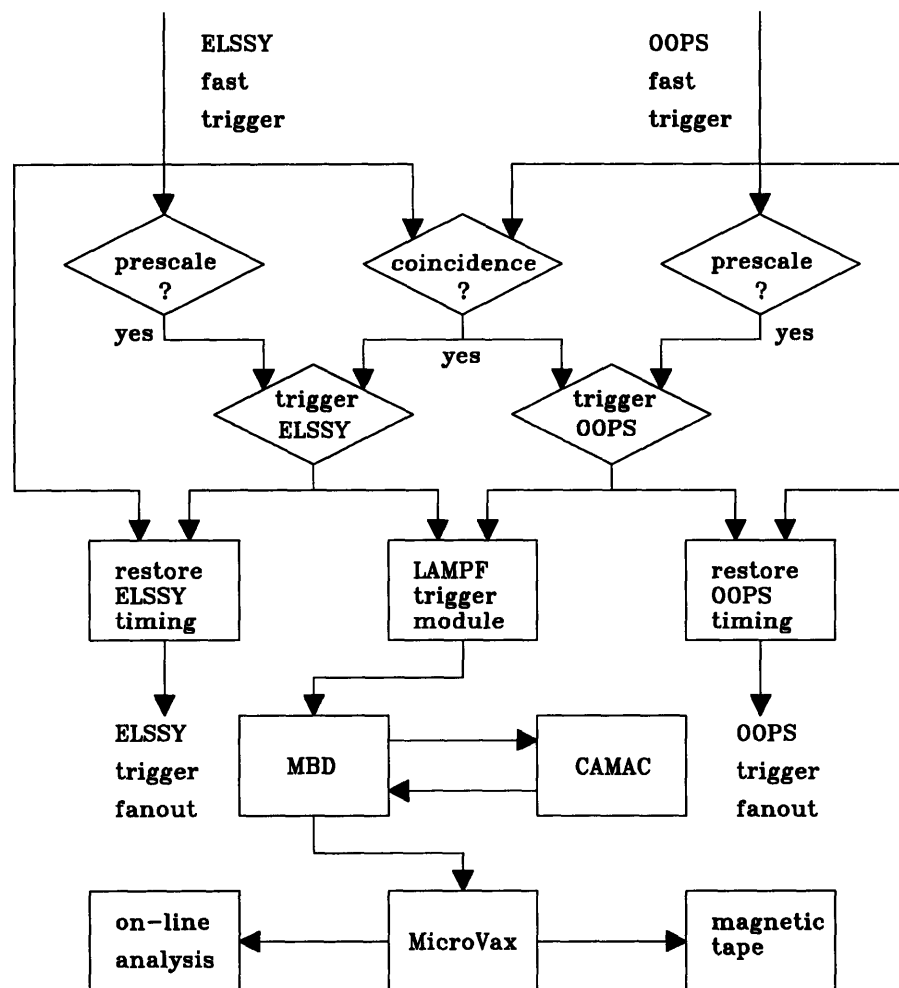 ELSSY
fast
trigger
OOPS
fast
trigger
prescale
?
coincidence
?
prescale
?
yes
yes
yes
trigger
ELSSY
trigger
OOPS
restore
ELSSY
timing
LAMPF
trigger
module
restore
OOPS
timing
ELSSY
trigger
fanout
MBD
CAMAC
OOPS
trigger
fanout
on-line
analysis
MicroVax
magnetic
tape